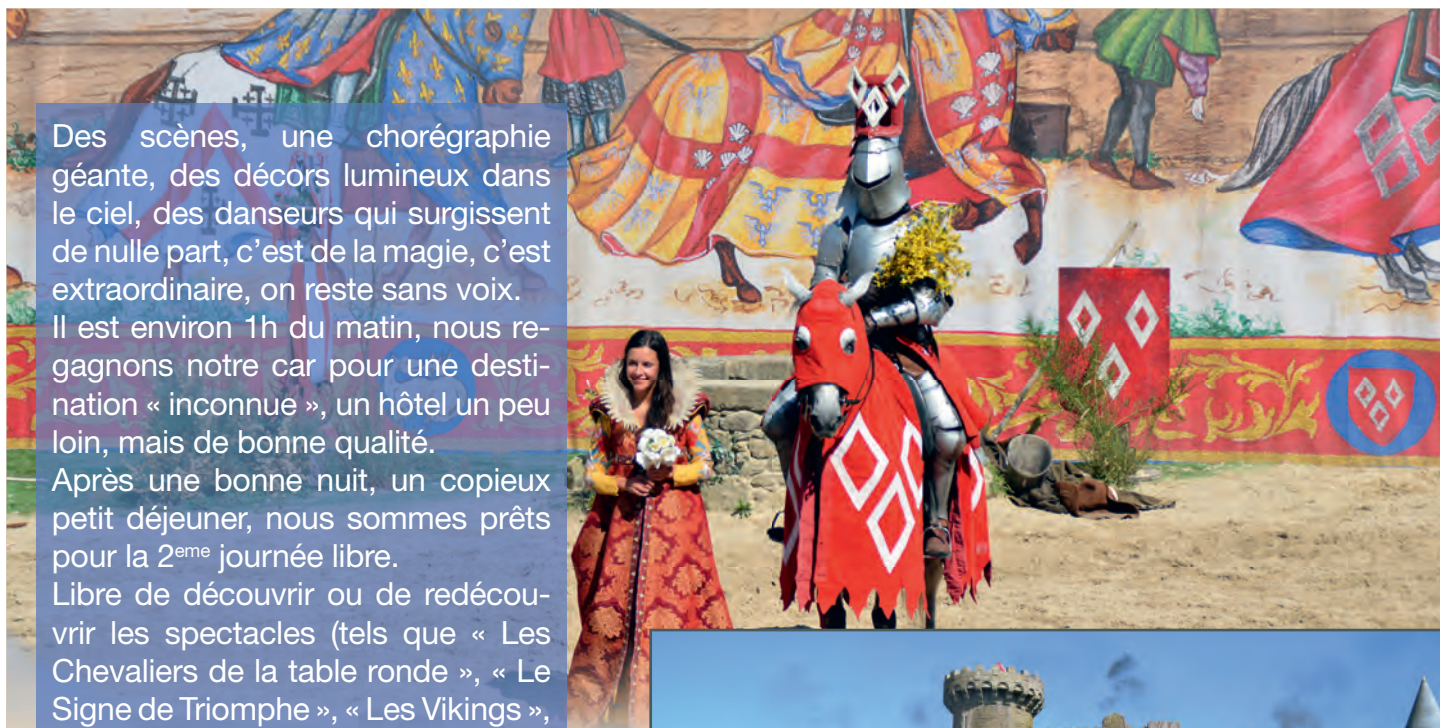 Des scènes, une chorégraphie
géante, des décors lumineux dans
le ciel, des danseurs qui surgissent
de nulle part, c’est de la magie, c’est
extraordinaire, on reste sans voix.
Il est environ 1h du matin, nous re-
gagnons notre car pour une desti-
nation « inconnue », un hôtel un peu
loin, mais de bonne qualité.
Après une bonne nuit, un copieux
petit déjeuner, nous sommes prêts
pour la 2eme journée libre.
Libre de découvrir ou de redécou-
vrir les spectacles (tels que « Les
Chevaliers de la table ronde », « Le
Signe de Triomphe », « Les Vikings »,